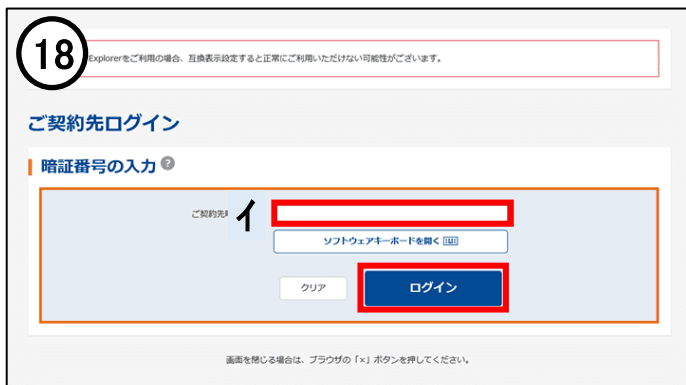 18
Explorerをご利用の場合、互換表示設定すると正常にご利用いただけない可能性がございます。
ご契約先ログイン
暗証番号の入力 ?
ご契約先 イ
ソフトウェアキーボードを開く
クリア
ログイン
画面を閉じる場合は、ブラウザの「×」ボタンを押してください。